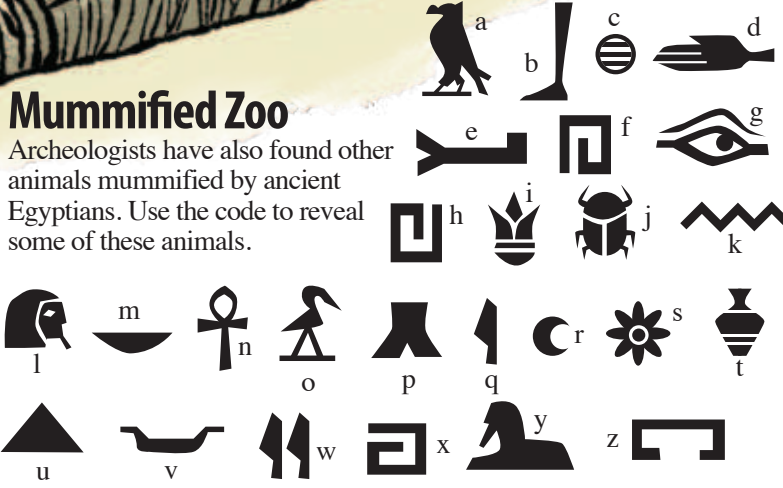 Mummified Zoo
Archeologists have also found other
animals mummified by ancient
Egyptians. Use the code to reveal
some of these animals.
a
b
c
d
e
f
g
h
i
j
k
l
m
n
o
p
q
r
s
t
u
v
w
x
y
z